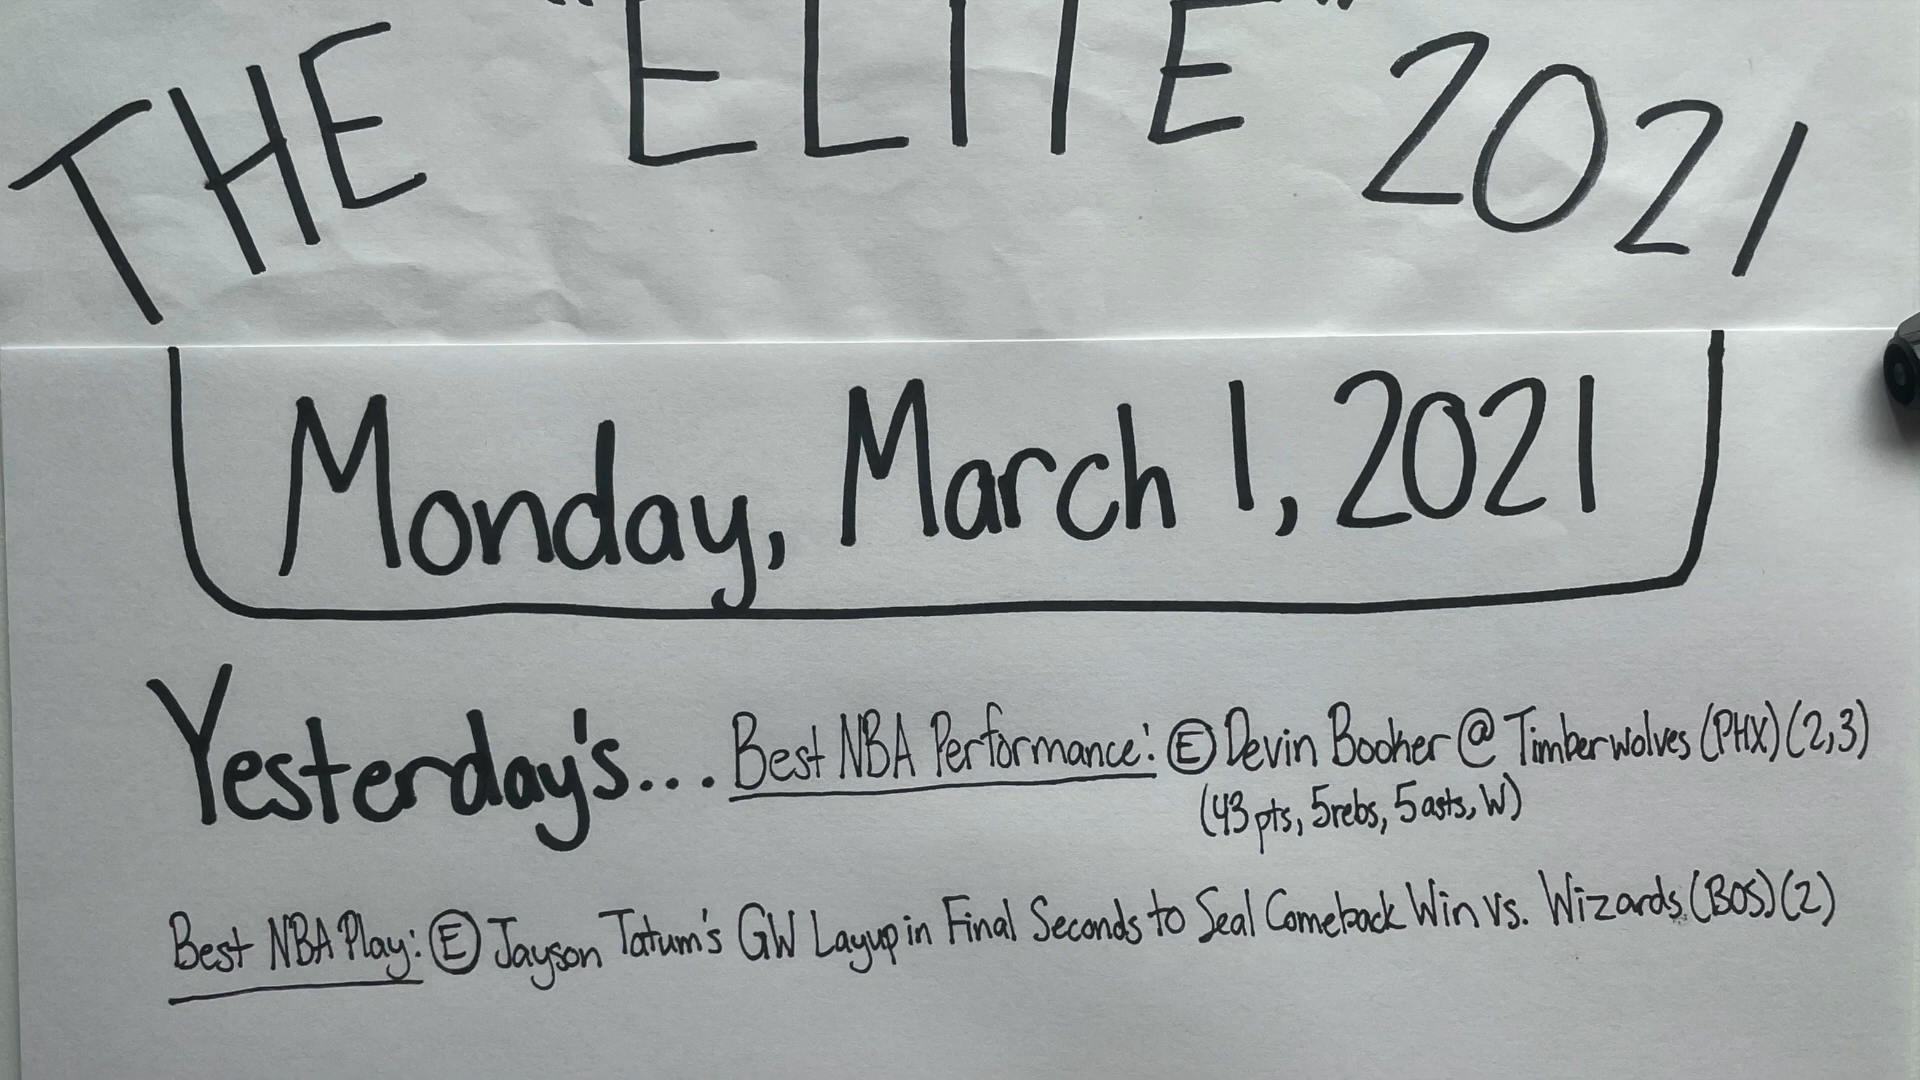 THE "ELITE" 2021
Monday, March 1, 2021
Yesterday's... Best NBA Performance: Ⓔ Devin Booker @ Timberwolves (PHX)(2,3)
(43 pts, 5rebs, 5 asts, W)
Best NBA Play: Ⓔ Jayson Tatum's GW Layup in Final Seconds to Seal Comeback Win vs. Wizards (BOS)(2)